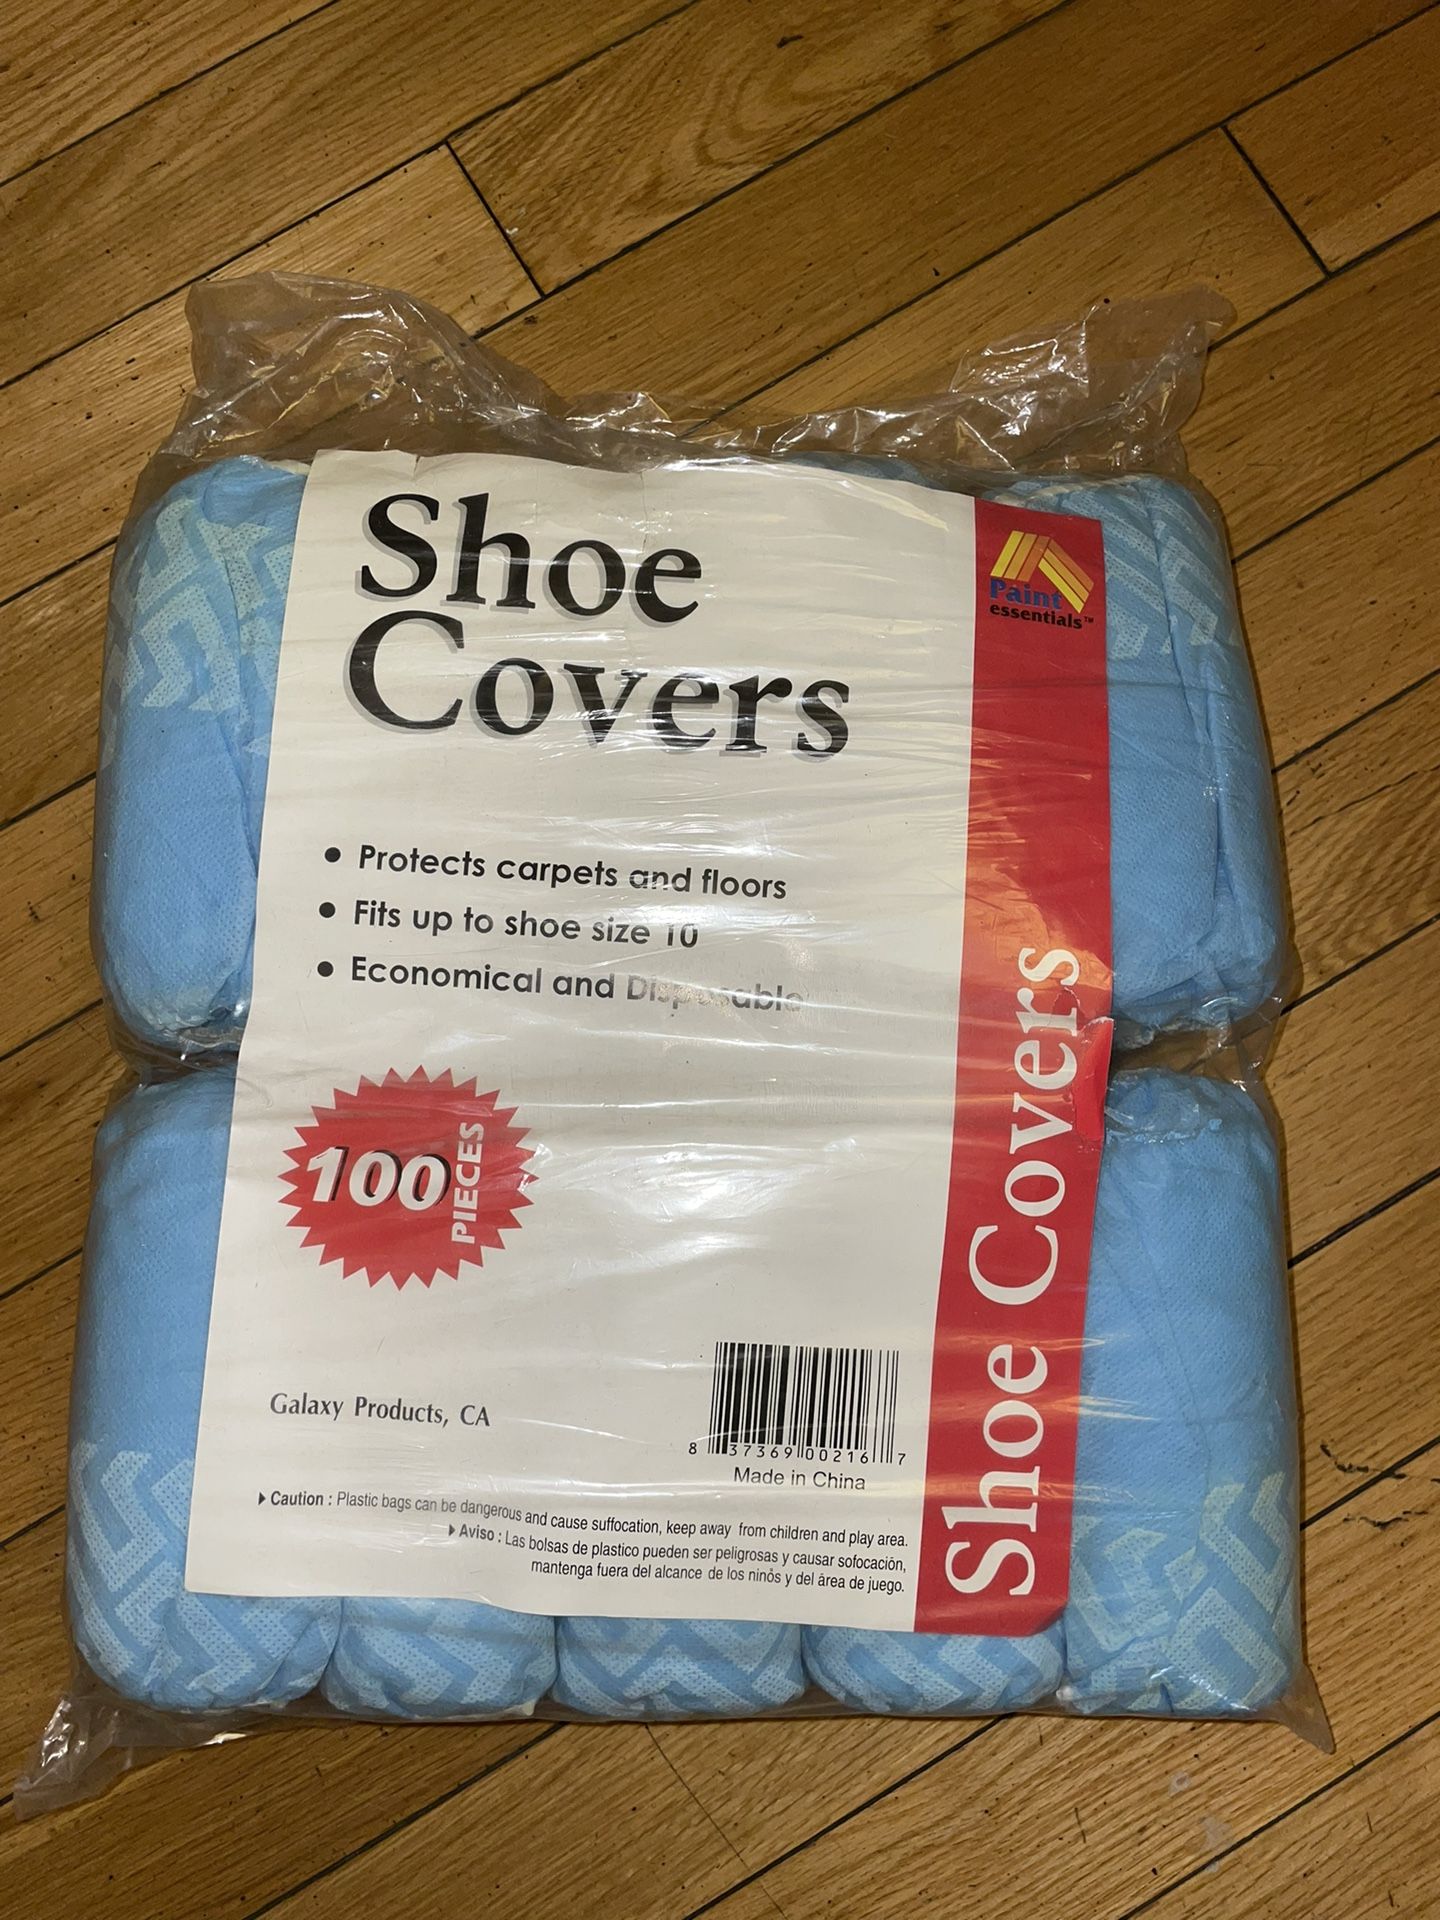 Shoe
Covers
Paint
essentials™
• Protects carpets and floors
• Fits up to shoe size 10
• Economical and Disposable
100
PIECES
Shoe Covers
Galaxy Products, CA
8 37369 00216 7
Made in China
▶ Caution : Plastic bags can be dangerous and cause suffocation, keep away from children and play area.
▶ Aviso : Las bolsas de plastico pueden ser peligrosas y causar sofocación,
mantenga fuera del alcance de los ninõs y del área de juego.